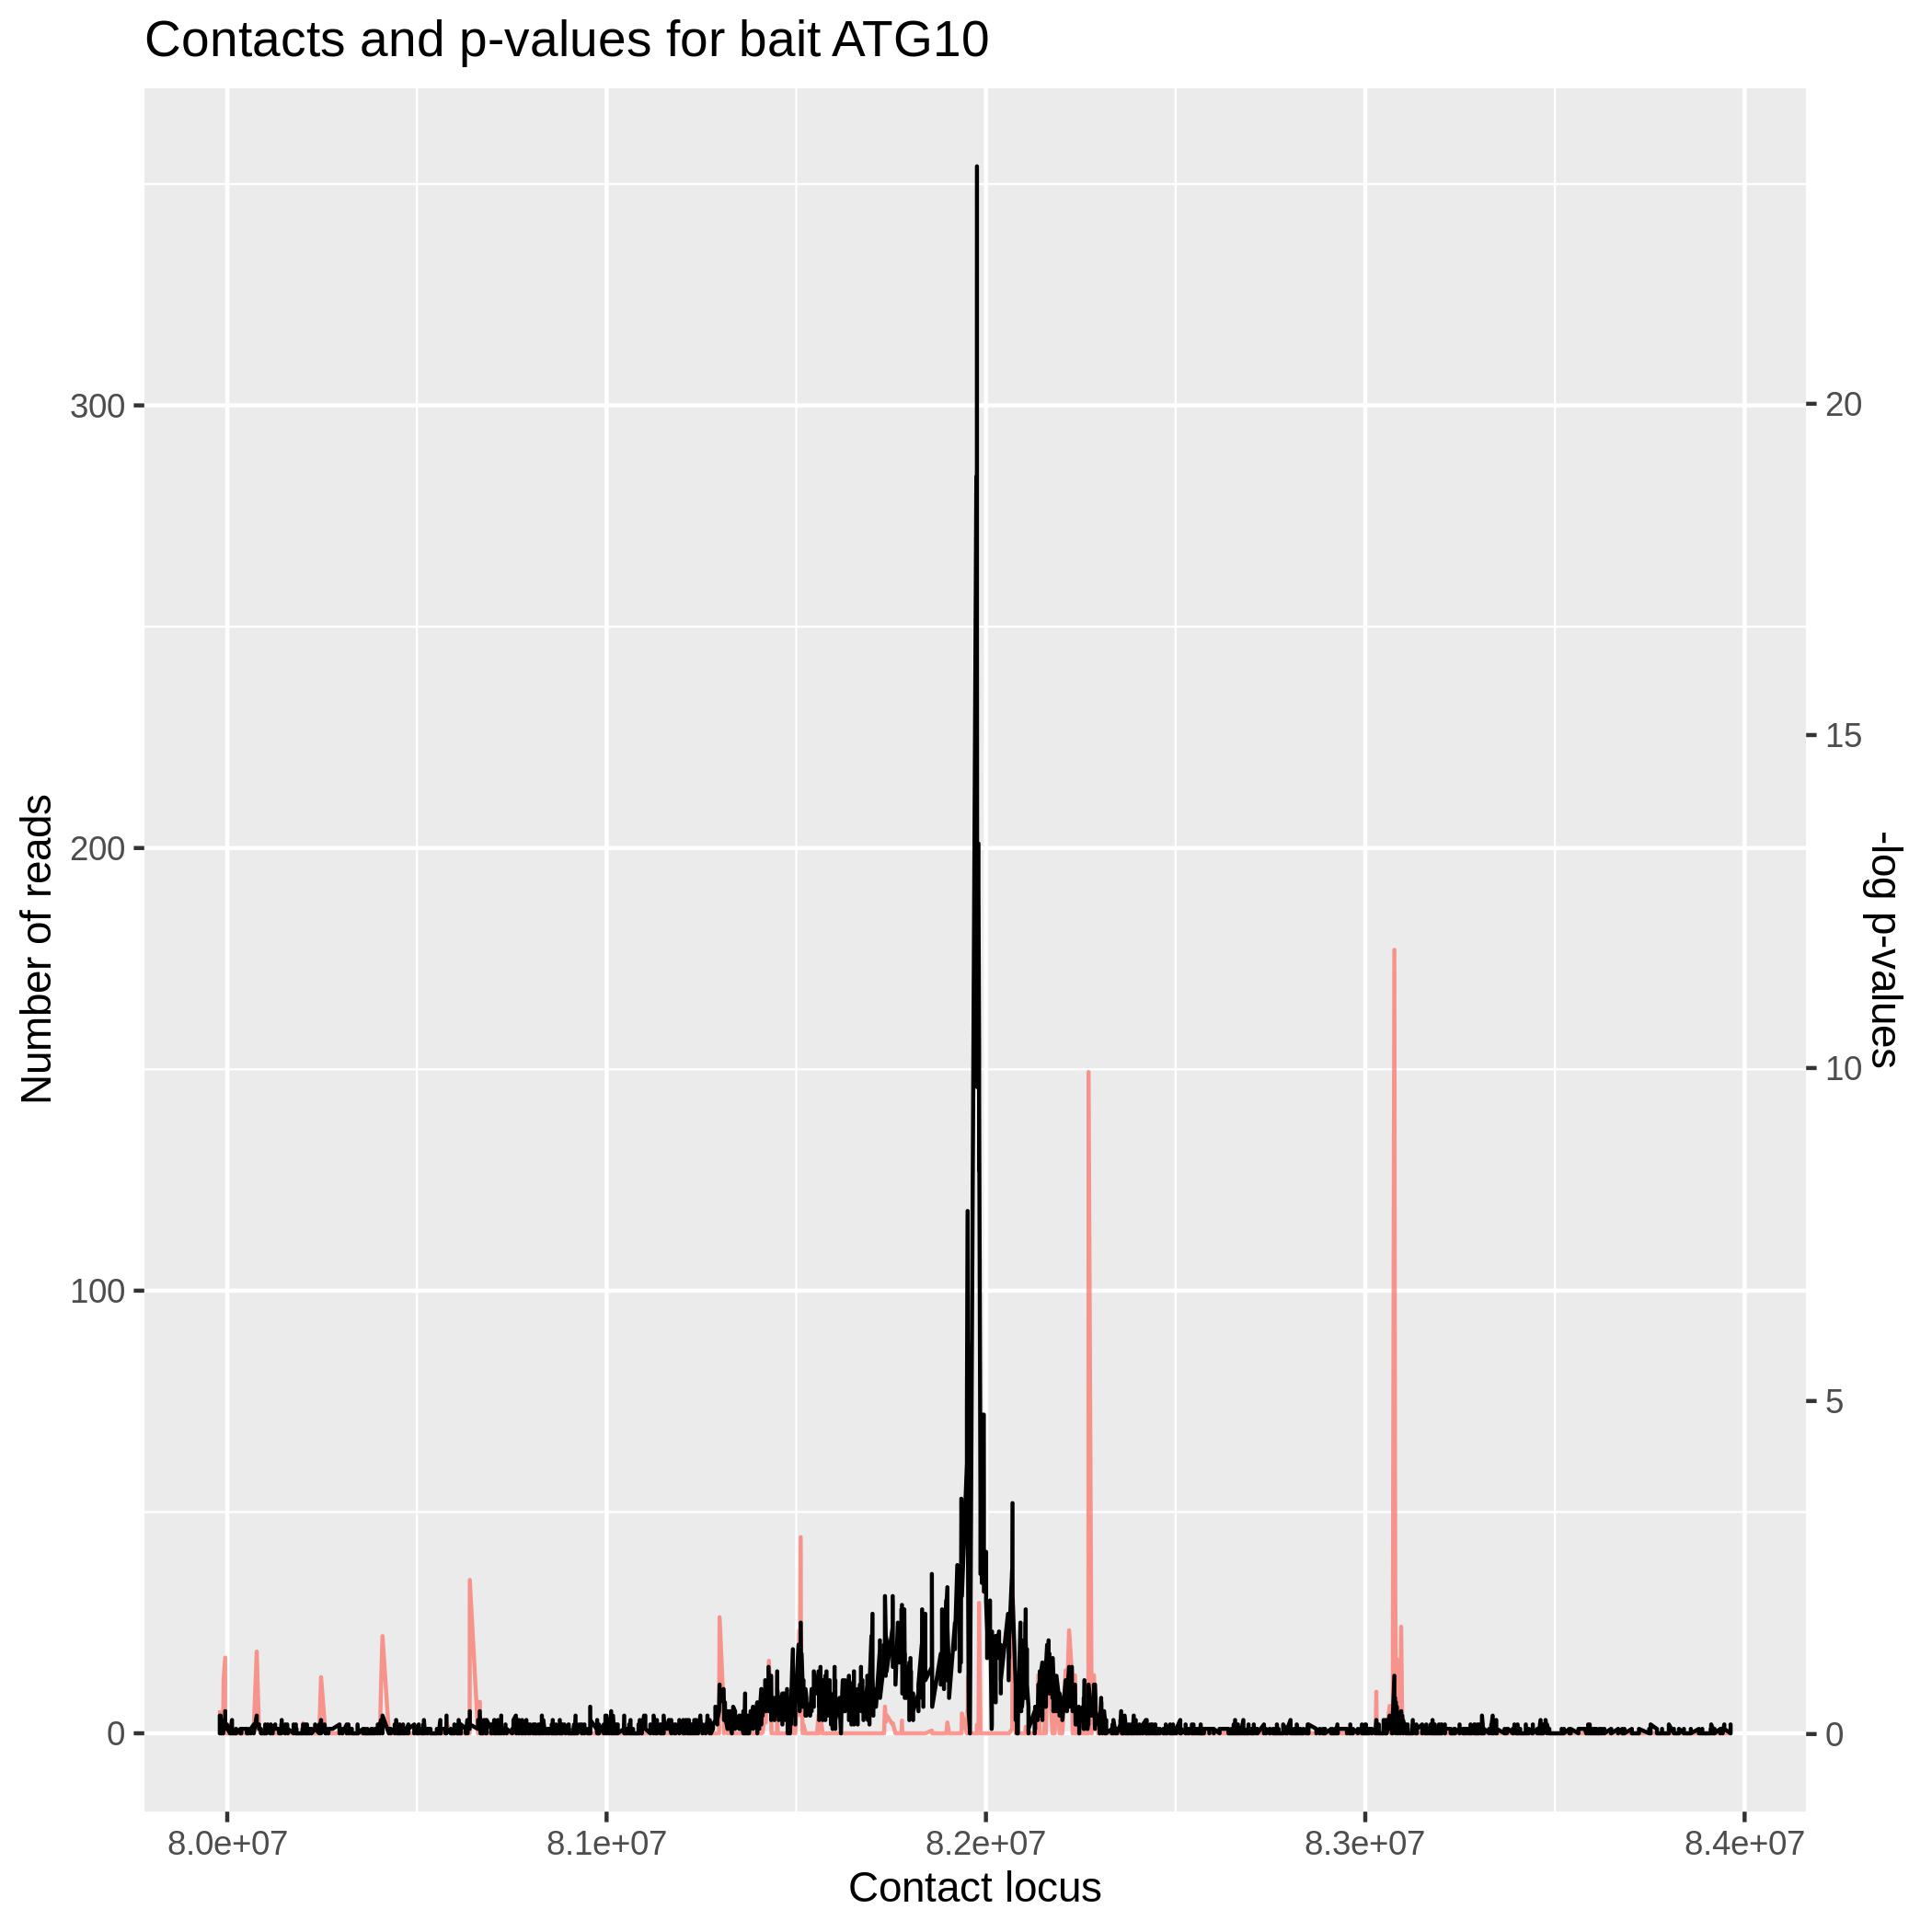 Contacts and p-values for bait ATG10
300
200
100
0
Number of reads
20
15
10
5
0
-log p-values
8.0e+07
8.1e+07
8.2e+07
8.3e+07
8.4e+07
Contact locus